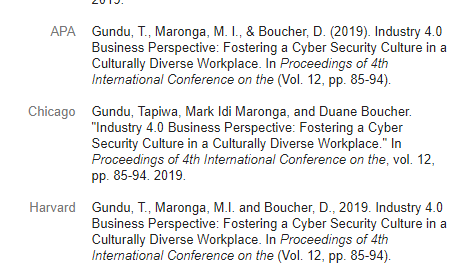 2019.
APA Gundu, T., Maronga, M. I., & Boucher, D. (2019). Industry 4.0
Business Perspective: Fostering a Cyber Security Culture in a
Culturally Diverse Workplace. In Proceedings of 4th
International Conference on the (Vol. 12, pp. 85-94).
Chicago Gundu, Tapiwa, Mark Idi Maronga, and Duane Boucher.
"Industry 4.0 Business Perspective: Fostering a Cyber
Security Culture in a Culturally Diverse Workplace." In
Proceedings of 4th International Conference on the, vol. 12,
pp. 85-94. 2019.
Harvard Gundu, T., Maronga, M.I. and Boucher, D., 2019. Industry 4.0
Business Perspective: Fostering a Cyber Security Culture in a
Culturally Diverse Workplace. In Proceedings of 4th
International Conference on the (Vol. 12, pp. 85-94).